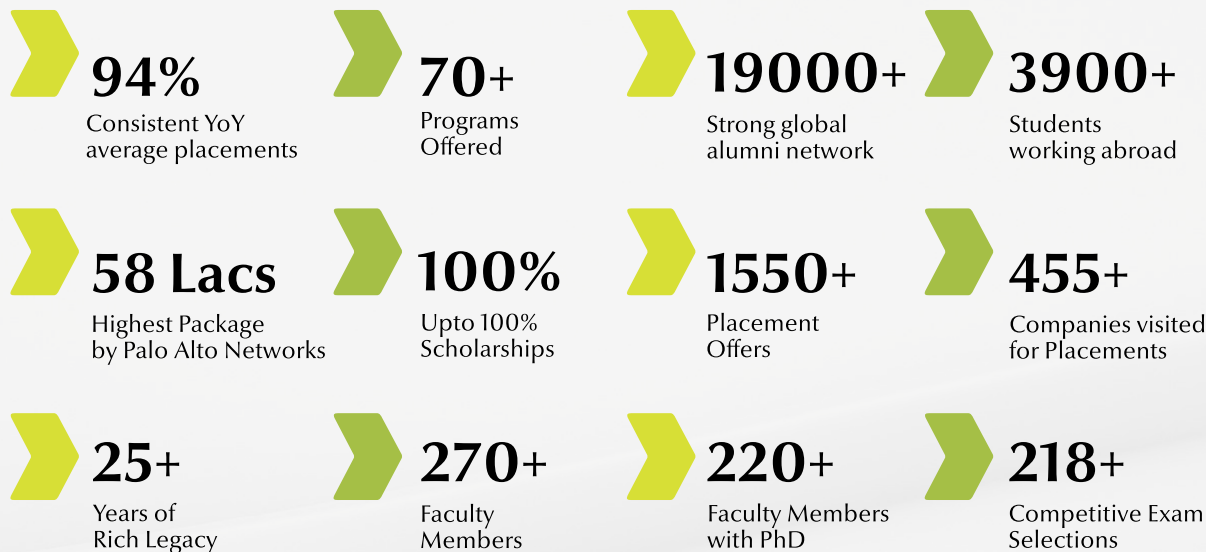 94%
Consistent YoY
average placements
70+
Programs
Offered
19000+
Strong global
alumni network
3900+
Students
working abroad
58 Lacs
Highest Package
by Palo Alto Networks
100%
Upto 100%
Scholarships
1550+
Placement
Offers
455+
Companies visited
for Placements
25+
Years of
Rich Legacy
270+
Faculty
Members
220+
Faculty Members
with PhD
218+
Competitive Exam
Selections